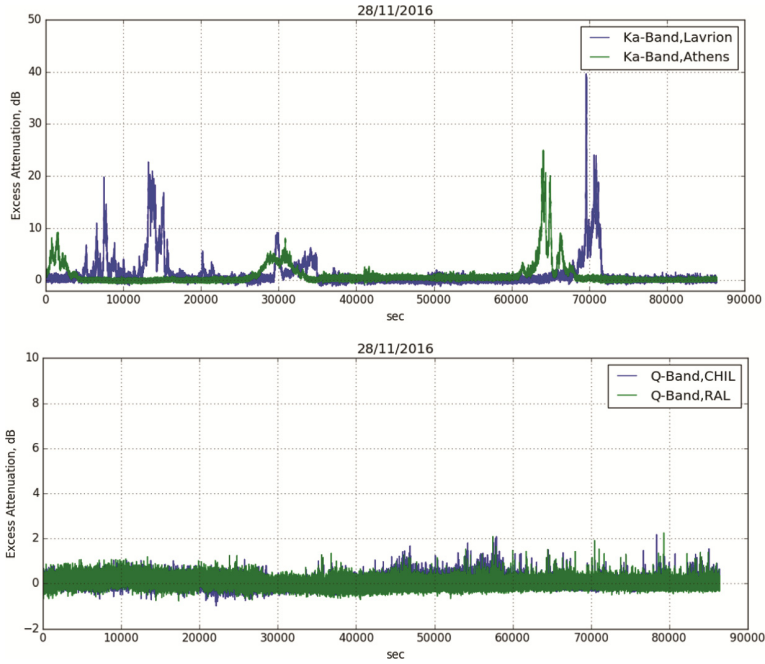 28/11/2016
50
40
30
20
10
0
Excess Attenuation, dB
Ka-Band,Lavrion
Ka-Band,Athens
0 10000 20000 30000 40000 50000 60000 70000 80000 90000
sec
28/11/2016
10
8
6
4
2
0
−2
Excess Attenuation, dB
Q-Band,CHIL
Q-Band,RAL
0 10000 20000 30000 40000 50000 60000 70000 80000 90000
sec